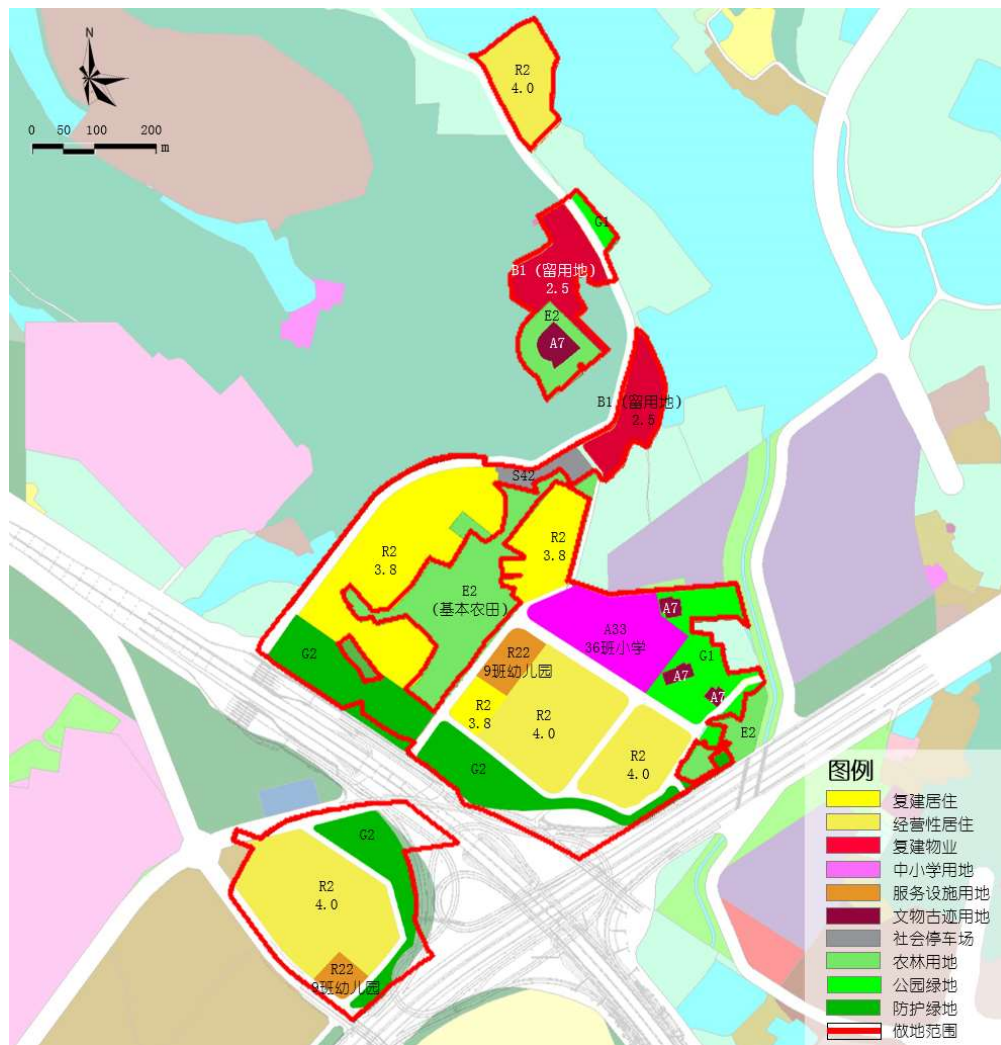 N
0 50 100 200
m
R2
4.0
G1
B1（留用地）
2.5
E2
A7
B1（留用地）
2.5
S42
R2
3.8
R2
3.8
E2
（基本农田）
A7
A33
36班小学
G1
A7
A7
G2
R22
9班幼儿园
R2
3.8
R2
4.0
E2
R2
4.0
G2
G2
R2
4.0
R22
9班幼儿园
图例
复建居住
经营性居住
复建物业
中小学用地
服务设施用地
文物古迹用地
社会停车场
农林用地
公园绿地
防护绿地
做地范围